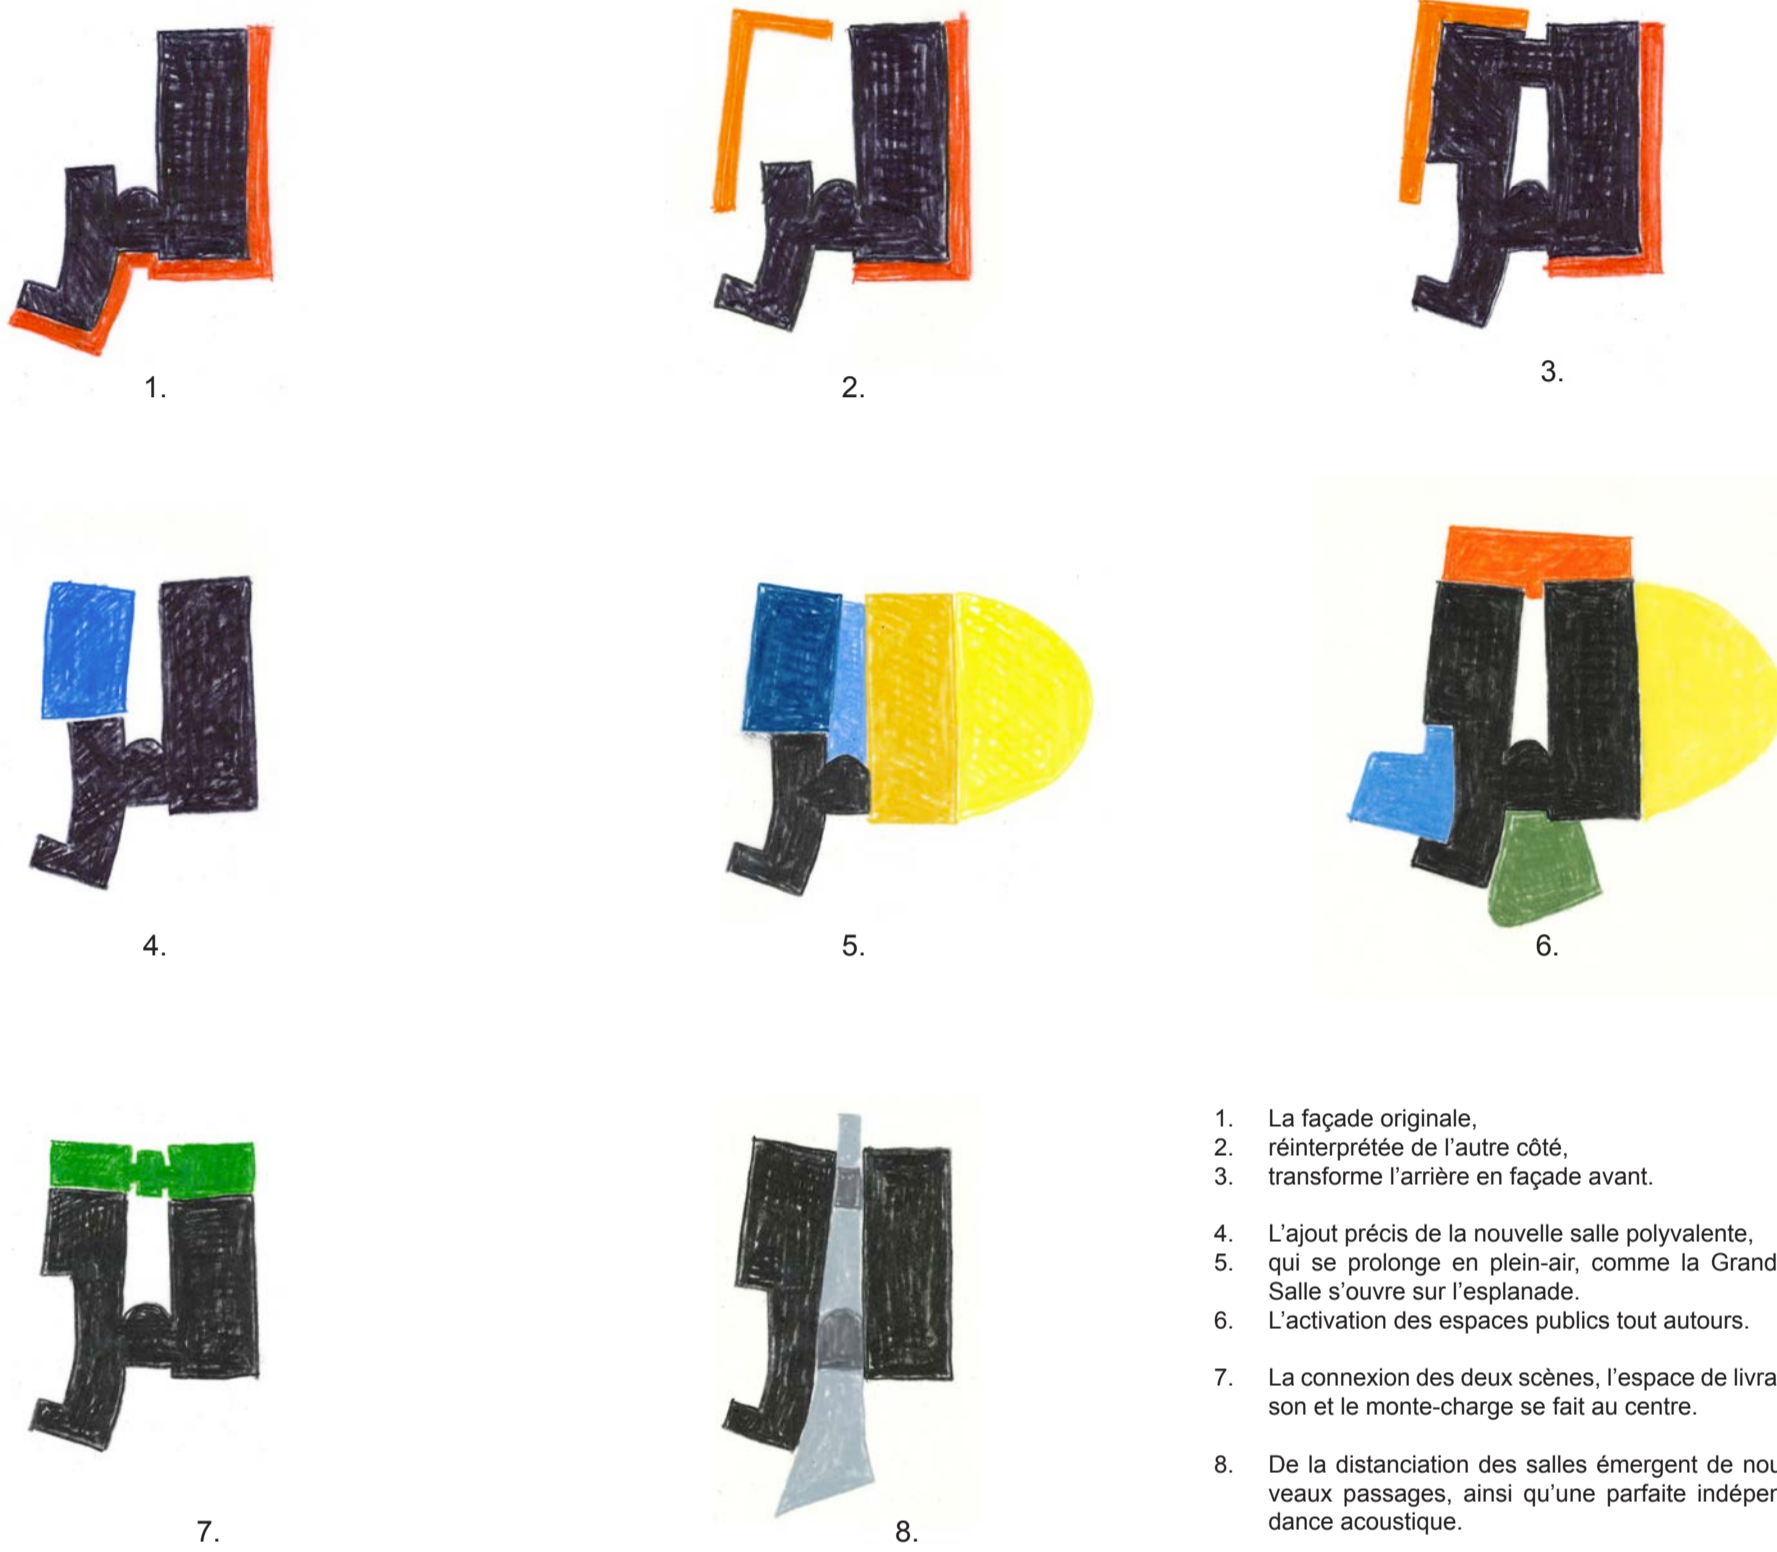 1.
2.
3.
4.
5.
6.
7.
8.
1. La façade originale,
2. réinterprétée de l'autre côté,
3. transforme l'arrière en façade avant.
4. L'ajout précis de la nouvelle salle polyvalente,
5. qui se prolonge en plein-air, comme la Grand
Salle s'ouvre sur l'esplanade.
6. L'activation des espaces publics tout autours.
7. La connexion des deux scènes, l'espace de livra
son et le monte-charge se fait au centre.
8. De la distanciation des salles émergent de nou
veaux passages, ainsi qu'une parfaite indépen
dance acoustique.